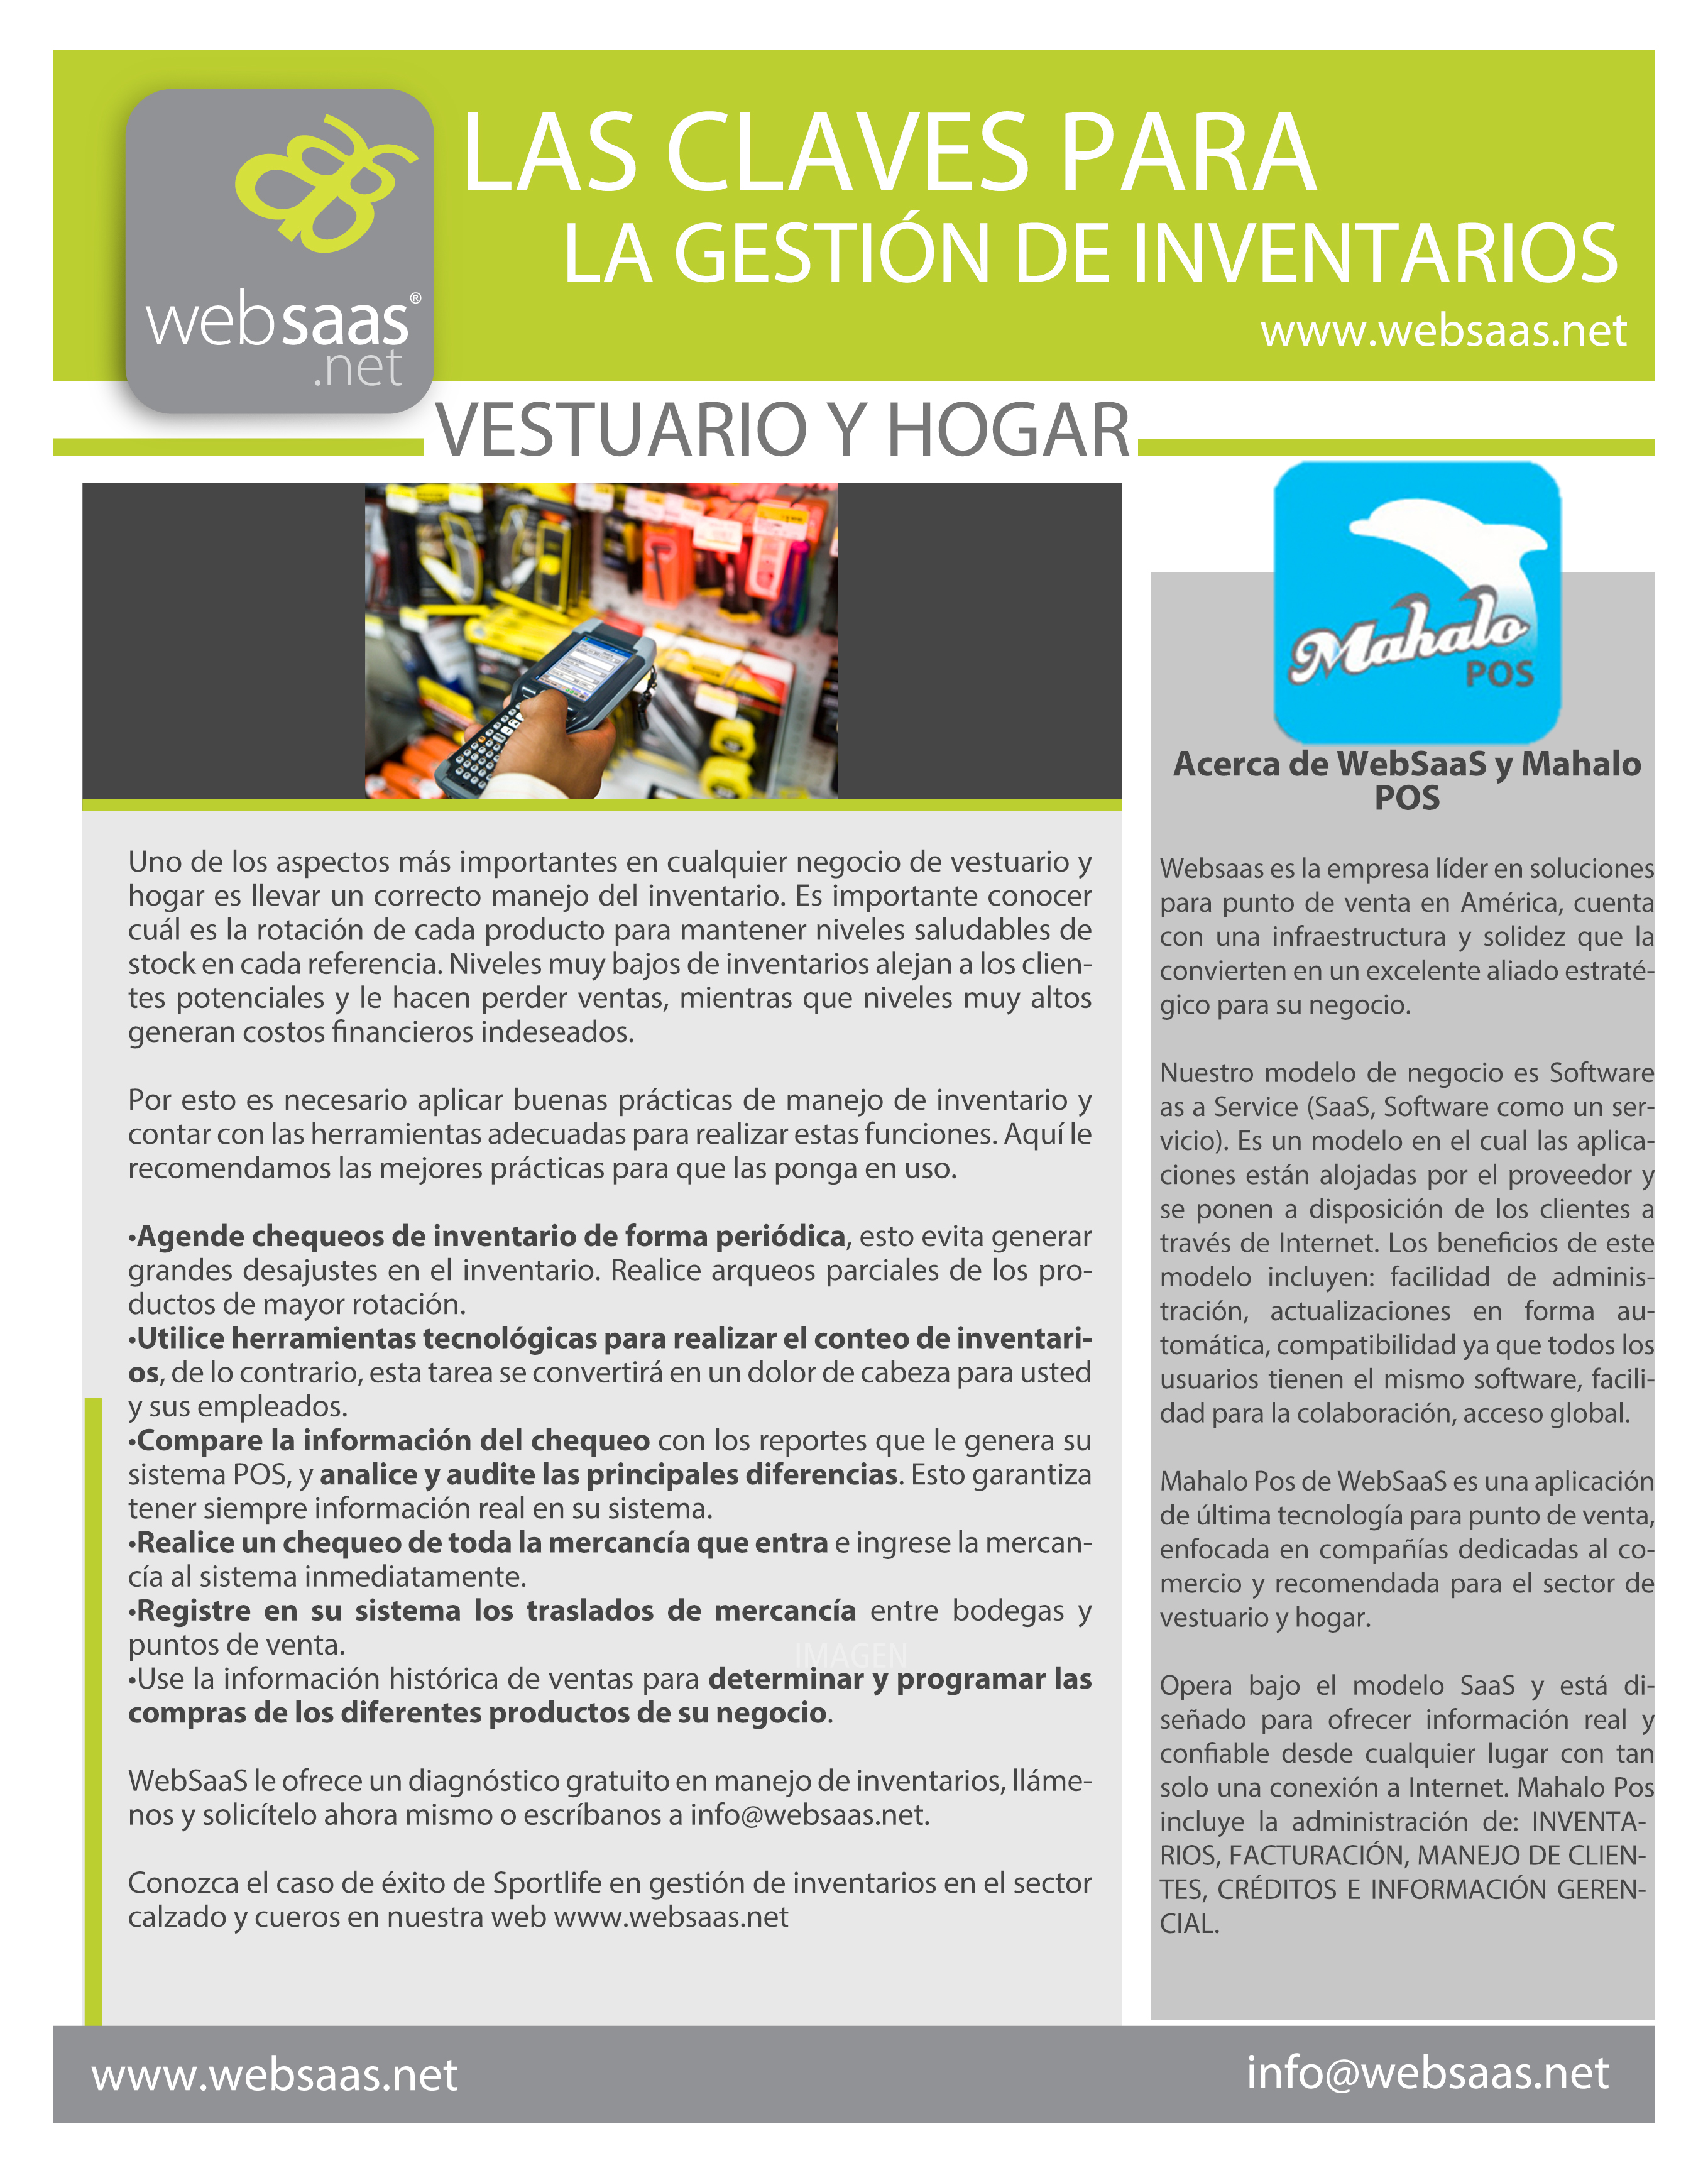 LAS CLAVES PARA
LA GESTIÓN DE INVENTARIOS
www.websaas.net
websaas®
.net
VESTUARIO Y HOGAR
Uno de los aspectos más importantes en cualquier negocio de vestuario y
hogar es llevar un correcto manejo del inventario. Es importante conocer
cuál es la rotación de cada producto para mantener niveles saludables de
stock en cada referencia. Niveles muy bajos de inventarios alejan a los clien-
tes potenciales y le hacen perder ventas, mientras que niveles muy altos
generan costos financieros indeseados.
Por esto es necesario aplicar buenas prácticas de manejo de inventario y
contar con las herramientas adecuadas para realizar estas funciones. Aquí le
recomendamos las mejores prácticas para que las ponga en uso.
•Agende chequeos de inventario de forma periódica, esto evita generar
grandes desajustes en el inventario. Realice arqueos parciales de los pro-
ductos de mayor rotación.
•Utilice herramientas tecnológicas para realizar el conteo de inventari-
os, de lo contrario, esta tarea se convertirá en un dolor de cabeza para usted
y sus empleados.
•Compare la información del chequeo con los reportes que le genera su
sistema POS, y analice y audite las principales diferencias. Esto garantiza
tener siempre información real en su sistema.
•Realice un chequeo de toda la mercancía que entra e ingrese la mercan-
cía al sistema inmediatamente.
•Registre en su sistema los traslados de mercancía entre bodegas y
puntos de venta.
IMAGEN
•Use la información histórica de ventas para determinar y programar las
compras de los diferentes productos de su negocio.
WebSaaS le ofrece un diagnóstico gratuito en manejo de inventarios, lláme-
nos y solicítelo ahora mismo o escríbanos a info@websaas.net.
Conozca el caso de éxito de Sportlife en gestión de inventarios en el sector
calzado y cueros en nuestra web www.websaas.net
Mahalo
POS
Acerca de WebSaaS y Mahalo
POS
Websaas es la empresa líder en soluciones
para punto de venta en América, cuenta
con una infraestructura y solidez que la
convierten en un excelente aliado estraté-
gico para su negocio.
Nuestro modelo de negocio es Software
as a Service (SaaS, Software como un ser-
vicio). Es un modelo en el cual las aplica-
ciones están alojadas por el proveedor y
se ponen a disposición de los clientes a
través de Internet. Los beneficios de este
modelo incluyen: facilidad de adminis-
tración, actualizaciones en forma au-
tomática, compatibilidad ya que todos los
usuarios tienen el mismo software, facili-
dad para la colaboración, acceso global.
Mahalo Pos de WebSaaS es una aplicación
de última tecnología para punto de venta,
enfocada en compañías dedicadas al co-
mercio y recomendada para el sector de
vestuario y hogar.
Opera bajo el modelo SaaS y está di-
señado para ofrecer información real y
confiable desde cualquier lugar con tan
solo una conexión a Internet. Mahalo Pos
incluye la administración de: INVENTA-
RIOS, FACTURACIÓN, MANEJO DE CLIEN-
TES, CRÉDITOS E INFORMACIÓN GEREN-
CIAL.
www.websaas.net
info@websaas.net